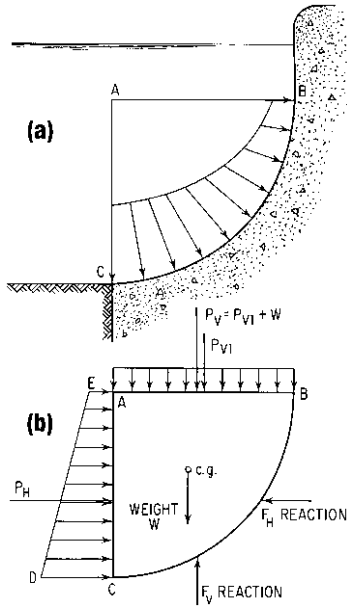 A
B
(a)
C
P_V = P_V1 + W
P_V1
E
A
B
(b)
c.g.
P_H
WEIGHT
W
F_H REACTION
D
C
F_V REACTION